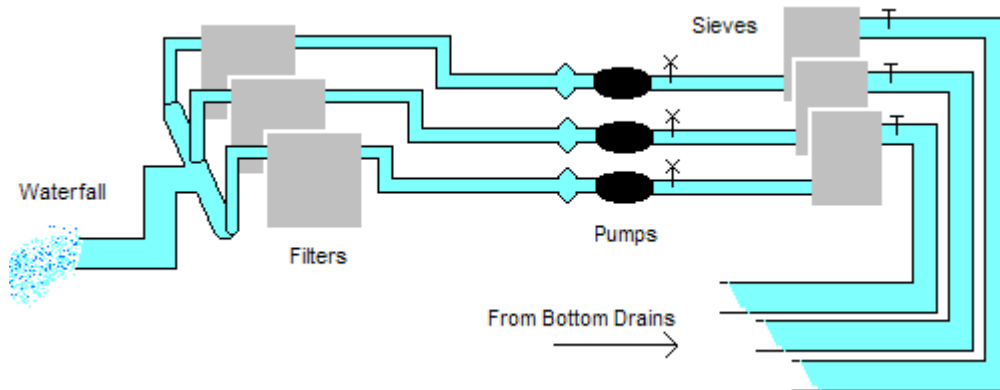 Sieves
Waterfall
Filters
Pumps
From Bottom Drains